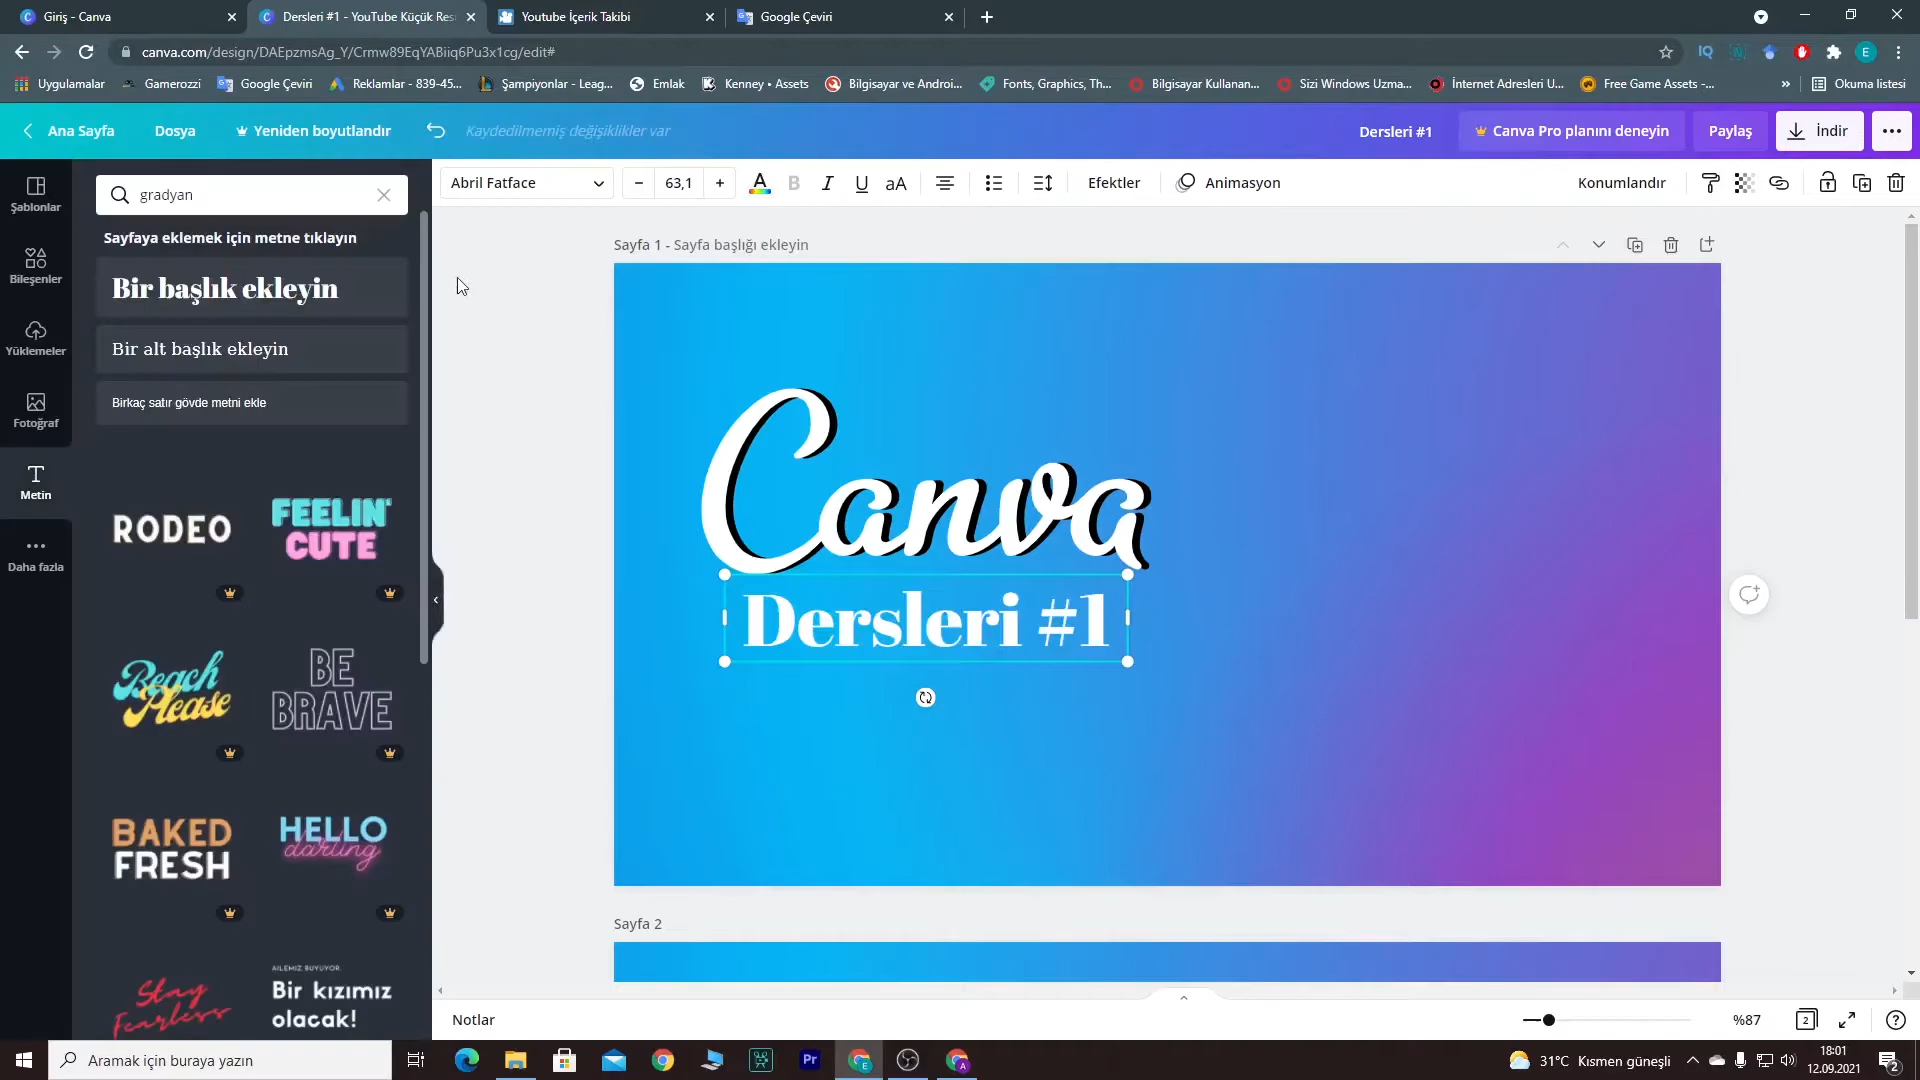 Giriş - Canva
Dersleri #1 - YouTube Küçük Res
Youtube İçerik Takibi
Google Çeviri
canva.com/design/DAEpzmsAg_Y/Crmw89EqYABiiq6Pu3x1cg/edit#
Uygulamalar
Gamerozzi
Google Çeviri
Reklamlar - 839-45...
Şampiyonlar - Leag...
Emlak
Kenney • Assets
Bilgisayar ve Androi...
Fonts, Graphics, Th...
Bilgisayar Kullanan...
Sizi Windows Uzma...
İnternet Adresleri U...
Free Game Assets -...
»
Okuma listesi
Ana Sayfa
Dosya
Yeniden boyutlandır
Kaydedilmemiş değişiklikler var
Dersleri #1
Canva Pro planını deneyin
Paylaş
İndir
Şablonlar
Bileşenler
Yüklemeler
Fotoğraf
Metin
Daha fazla
gradyan
Sayfaya eklemek için metne tıklayın
Bir başlık ekleyin
Bir alt başlık ekleyin
Birkaç satır gövde metni ekle
RODEO
FEELIN'
CUTE
Beach
Please
BE
BRAVE
BAKED
FRESH
HELLO
darling
Stay
Fearless
AILEMIZ BUYUYOR.
Bir kızımız
olacak!
Abril Fatface
- 63,1 +
A B I U aA
Efektler
Animasyon
Konumlandır
Sayfa 1 - Sayfa başlığı ekleyin
Canva
Dersleri #1
Sayfa 2
Notlar
%87
2
Aramak için buraya yazın
31°C Kısmen güneşli
18:01
12.09.2021
2